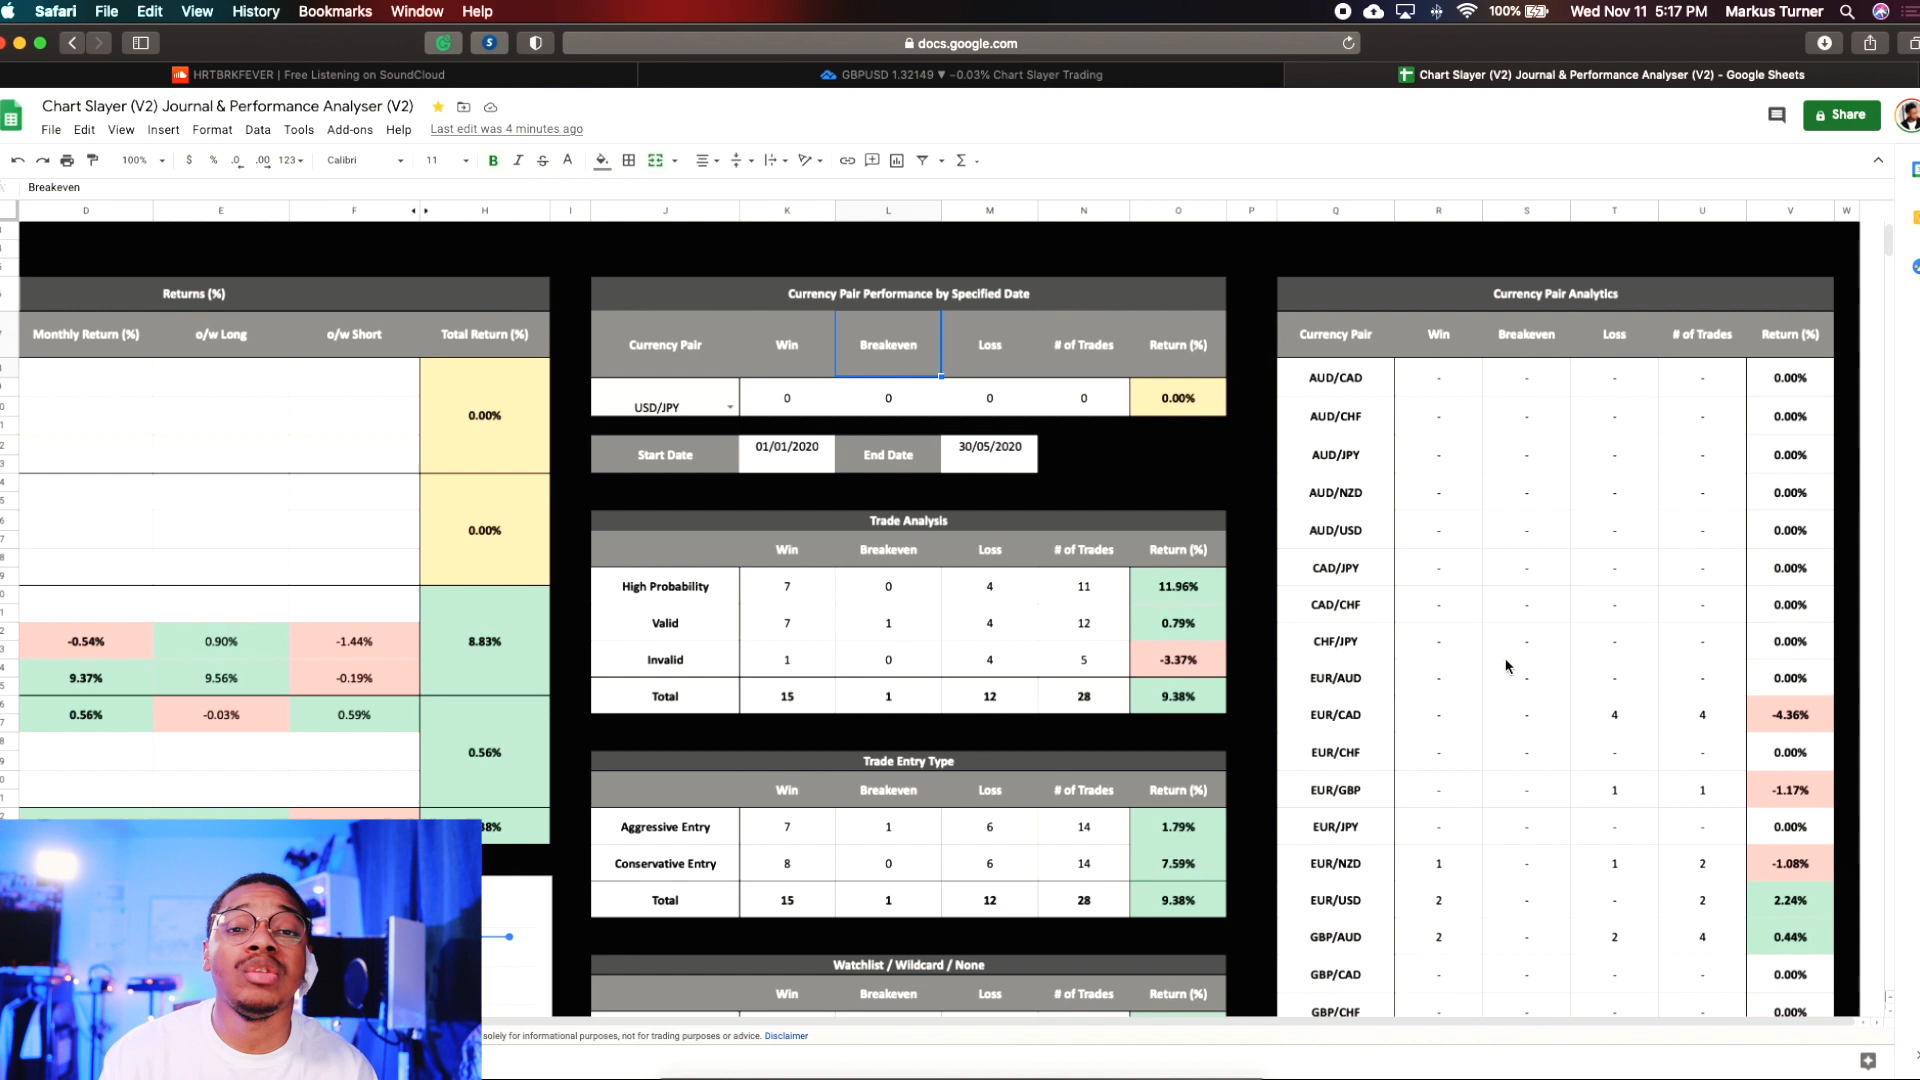 Safari File Edit View History Bookmarks Window Help 100% Wed Nov 11 5:17 PM Markus Turner
docs.google.com
HRTBRKFEVER | Free Listening on SoundCloud
GBPUSD 1.32149 ▼ −0.03% Chart Slayer Trading
Chart Slayer (V2) Journal & Performance Analyser (V2) - Google Sheets
Chart Slayer (V2) Journal & Performance Analyser (V2)
File Edit View Insert Format Data Tools Add-ons Help Last edit was 4 minutes ago
Share
100% $ % .0 .00 123 Calibri 11 B I S A
Breakeven
D E F H I J K L M N O P Q R S T U V W
Returns (%)
Monthly Return (%) o/w Long o/w Short Total Return (%)
0.00%
0.00%
-0.54% 0.90% -1.44% 8.83%
9.37% 9.56% -0.19%
0.56% -0.03% 0.59%
0.56%
Currency Pair Performance by Specified Date
Currency Pair Win Breakeven Loss # of Trades Return (%)
USD/JPY 0 0 0 0 0.00%
Start Date 01/01/2020 End Date 30/05/2020
Trade Analysis
Win Breakeven Loss # of Trades Return (%)
High Probability 7 0 4 11 11.96%
Valid 7 1 4 12 0.79%
Invalid 1 0 4 5 -3.37%
Total 15 1 12 28 9.38%
Trade Entry Type
Win Breakeven Loss # of Trades Return (%)
Aggressive Entry 7 1 6 14 1.79%
Conservative Entry 8 0 6 14 7.59%
Total 15 1 12 28 9.38%
Watchlist / Wildcard / None
Win Breakeven Loss # of Trades Return (%)
Currency Pair Analytics
Currency Pair Win Breakeven Loss # of Trades Return (%)
AUD/CAD - - - - 0.00%
AUD/CHF - - - - 0.00%
AUD/JPY - - - - 0.00%
AUD/NZD - - - - 0.00%
AUD/USD - - - - 0.00%
CAD/JPY - - - - 0.00%
CAD/CHF - - - - 0.00%
CHF/JPY - - - - 0.00%
EUR/AUD - - - - 0.00%
EUR/CAD - - 4 4 -4.36%
EUR/CHF - - - - 0.00%
EUR/GBP - - 1 1 -1.17%
EUR/JPY - - - - 0.00%
EUR/NZD 1 - 1 2 -1.08%
EUR/USD 2 - - 2 2.24%
GBP/AUD 2 - 2 4 0.44%
GBP/CAD - - - - 0.00%
GBP/CHF - - - - 0.00%
solely for informational purposes, not for trading purposes or advice. Disclaimer